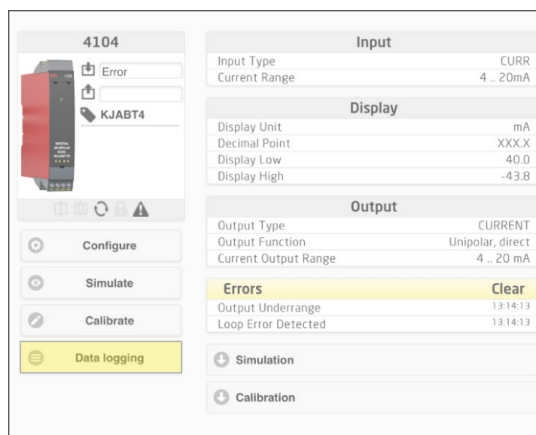 4104
Error
KJABT4
Configure
Simulate
Calibrate
Data logging
Input
Input Type CURR
Current Range 4 .. 20mA
Display
Display Unit mA
Decimal Point XXX.X
Display Low 40.0
Display High -43.8
Output
Output Type CURRENT
Output Function Unipolar, direct
Current Output Range 4 .. 20 mA
Errors Clear
Output Underrange 13:14:13
Loop Error Detected 13:14:13
Simulation
Calibration